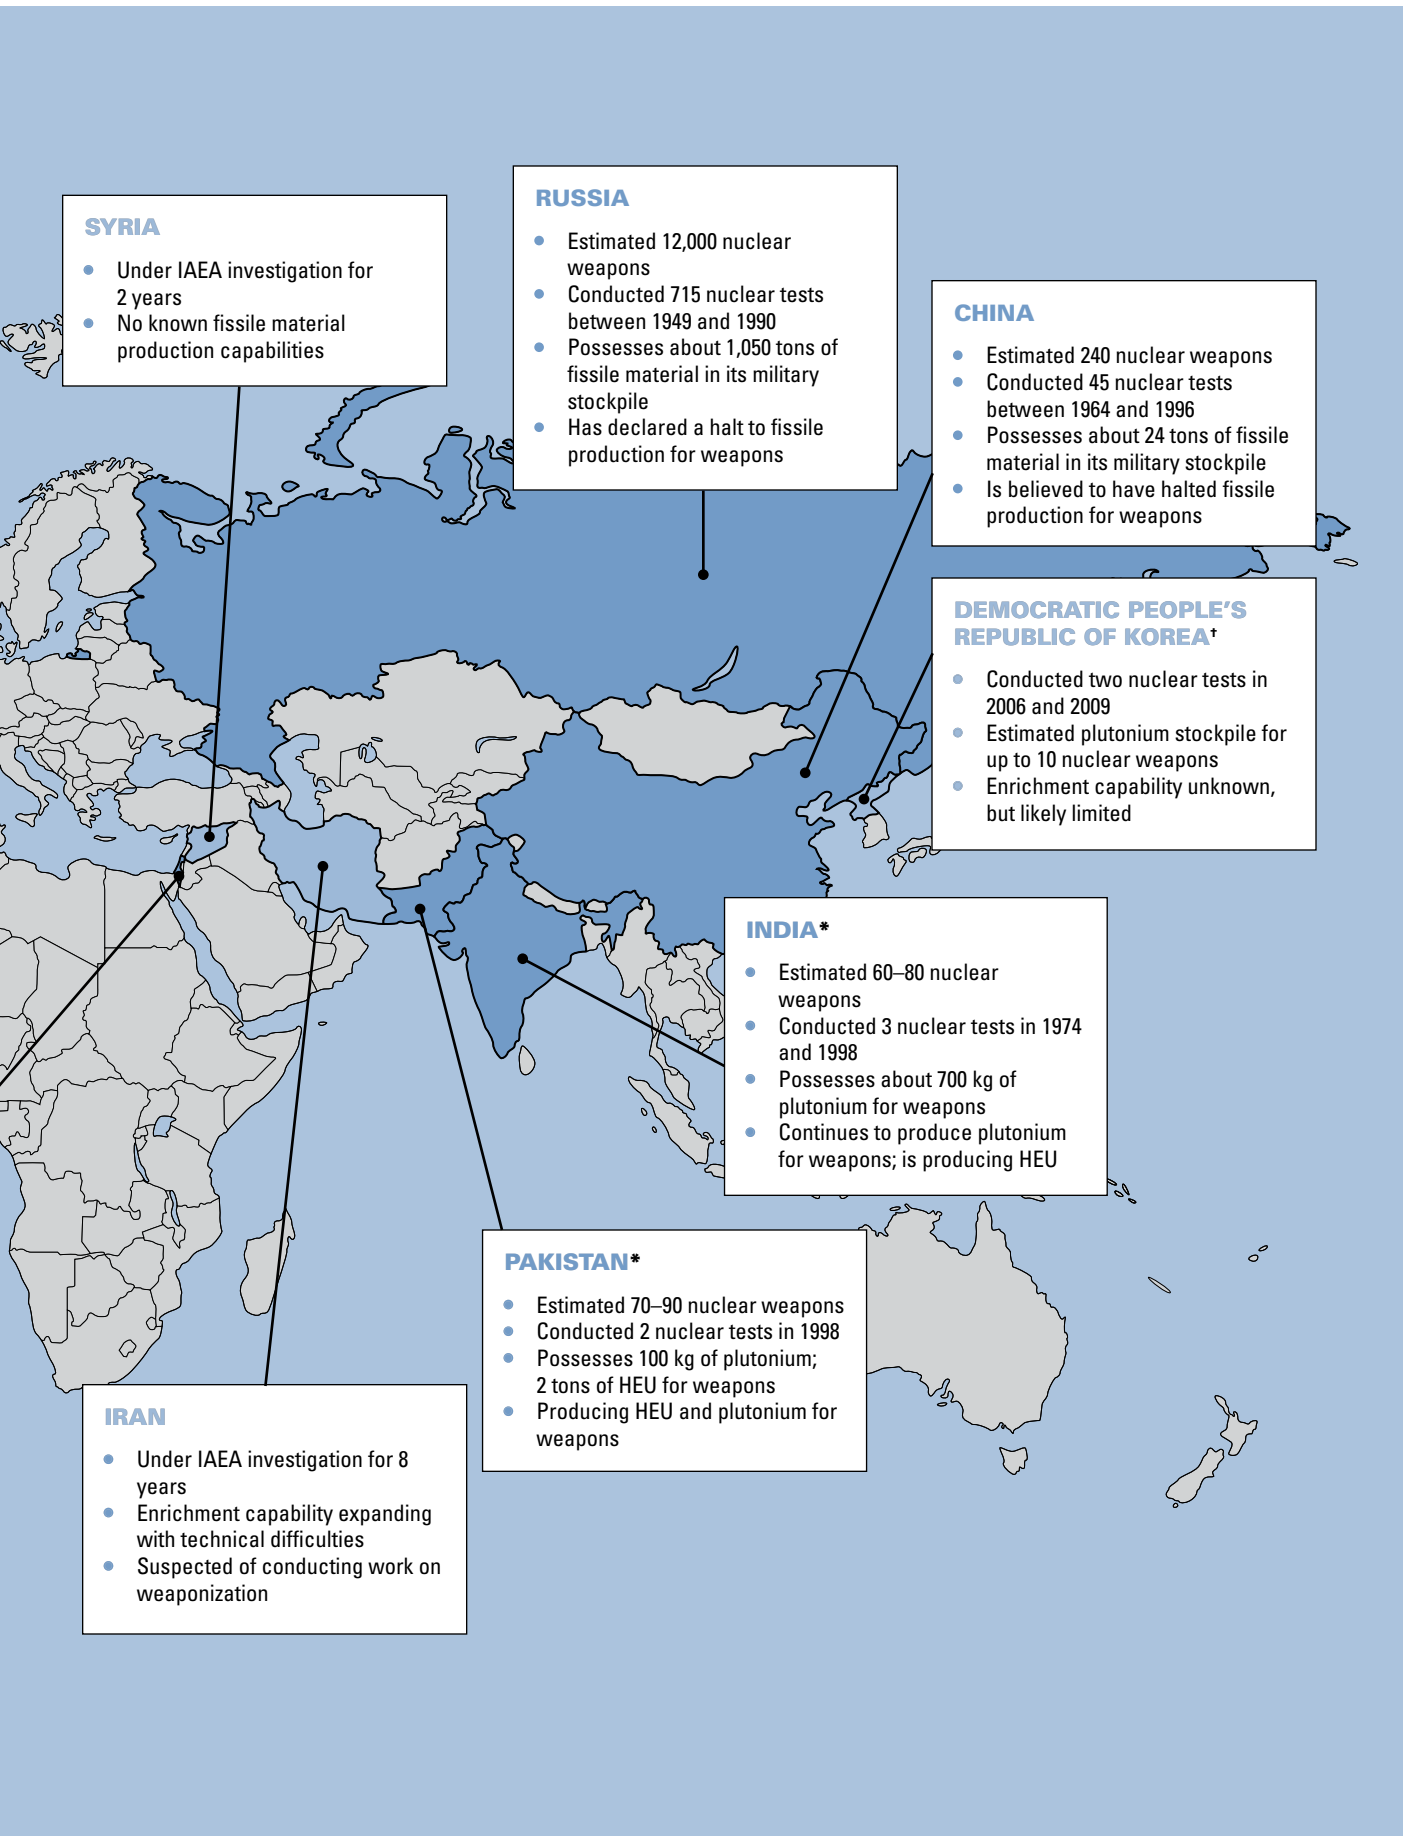 SYRIA
• Under IAEA investigation for
2 years
• No known fissile material
production capabilities
RUSSIA
• Estimated 12,000 nuclear
weapons
• Conducted 715 nuclear tests
between 1949 and 1990
• Possesses about 1,050 tons of
fissile material in its military
stockpile
• Has declared a halt to fissile
production for weapons
CHINA
• Estimated 240 nuclear weapons
• Conducted 45 nuclear tests
between 1964 and 1996
• Possesses about 24 tons of fissile
material in its military stockpile
• Is believed to have halted fissile
production for weapons
DEMOCRATIC PEOPLE'S
REPUBLIC OF KOREA†
• Conducted two nuclear tests in
2006 and 2009
• Estimated plutonium stockpile for
up to 10 nuclear weapons
• Enrichment capability unknown,
but likely limited
INDIA*
• Estimated 60–80 nuclear
weapons
• Conducted 3 nuclear tests in 1974
and 1998
• Possesses about 700 kg of
plutonium for weapons
• Continues to produce plutonium
for weapons; is producing HEU
PAKISTAN*
• Estimated 70–90 nuclear weapons
• Conducted 2 nuclear tests in 1998
• Possesses 100 kg of plutonium;
2 tons of HEU for weapons
• Producing HEU and plutonium for
weapons
IRAN
• Under IAEA investigation for 8
years
• Enrichment capability expanding
with technical difficulties
• Suspected of conducting work on
weaponization